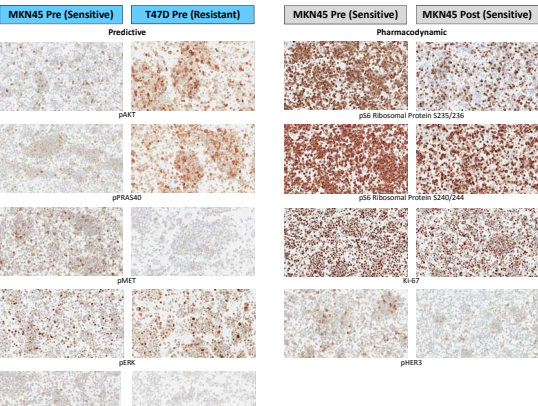 MKN45 Pre (Sensitive) T47D Pre (Resistant) MKN45 Pre (Sensitive) MKN45 Post (Sensitive)
Predictive Pharmacodynamic
pAKT pS6 Ribosomal Protein S235/236
pPRAS40 pS6 Ribosomal Protein S240/244
pMET Ki-67
pERK pHER3